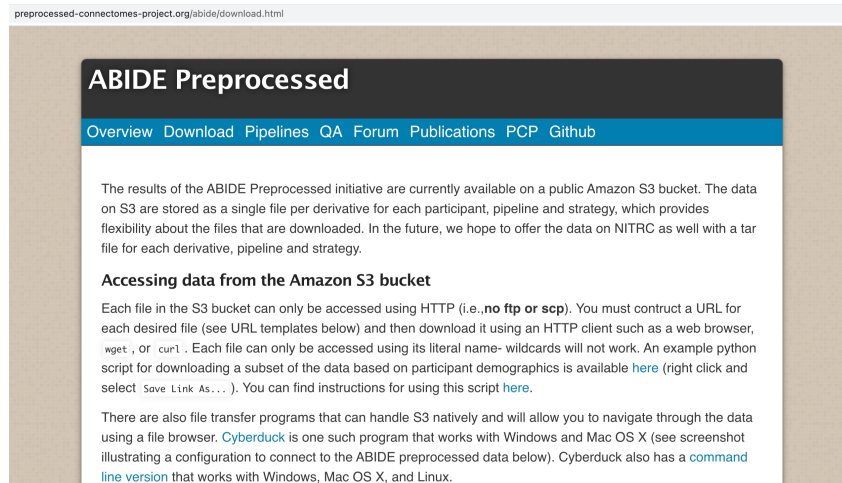 preprocessed-connectomes-project.org/abide/download.html
ABIDE Preprocessed
Overview Download Pipelines QA Forum Publications PCP Github
The results of the ABIDE Preprocessed initiative are currently available on a public Amazon S3 bucket. The data
on S3 are stored as a single file per derivative for each participant, pipeline and strategy, which provides
flexibility about the files that are downloaded. In the future, we hope to offer the data on NITRC as well with a tar
file for each derivative, pipeline and strategy.
Accessing data from the Amazon S3 bucket
Each file in the S3 bucket can only be accessed using HTTP (i.e.,no ftp or scp). You must contruct a URL for
each desired file (see URL templates below) and then download it using an HTTP client such as a web browser,
wget , or curl . Each file can only be accessed using its literal name- wildcards will not work. An example python
script for downloading a subset of the data based on participant demographics is available here (right click and
select Save Link As... ). You can find instructions for using this script here.
There are also file transfer programs that can handle S3 natively and will allow you to navigate through the data
using a file browser. Cyberduck is one such program that works with Windows and Mac OS X (see screenshot
illustrating a configuration to connect to the ABIDE preprocessed data below). Cyberduck also has a command
line version that works with Windows, Mac OS X, and Linux.